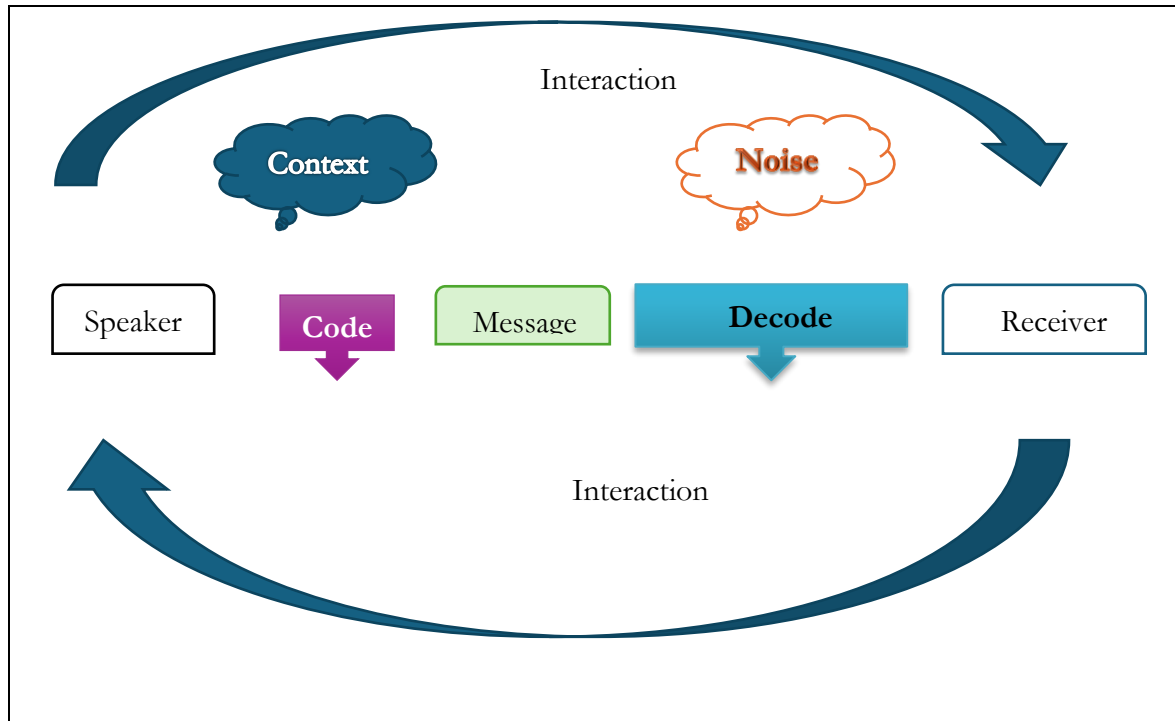 Interaction
Context
Noise
Speaker
Code
Message
Decode
Receiver
Interaction